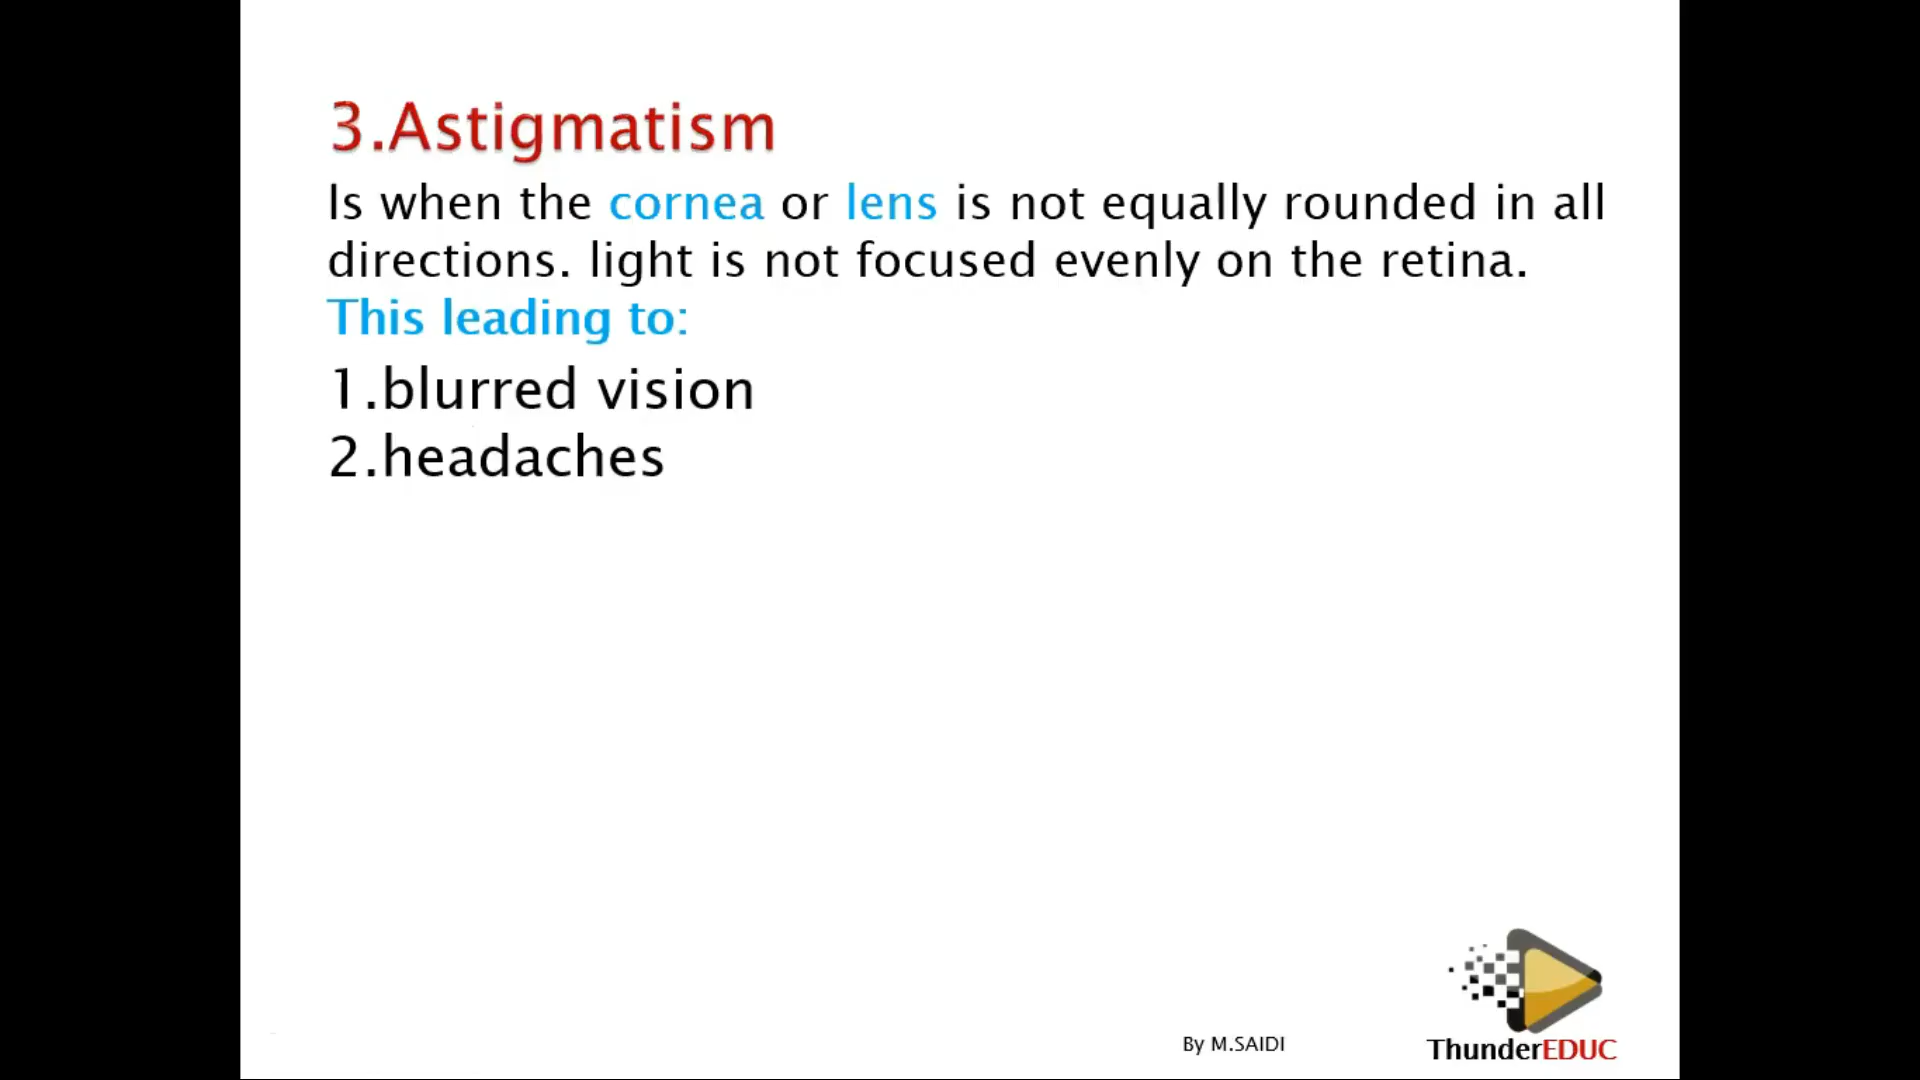 3.Astigmatism
Is when the cornea or lens is not equally rounded in all
directions. light is not focused evenly on the retina.
This leading to:
1.blurred vision
2.headaches
By M.SAIDI
ThunderEDUC